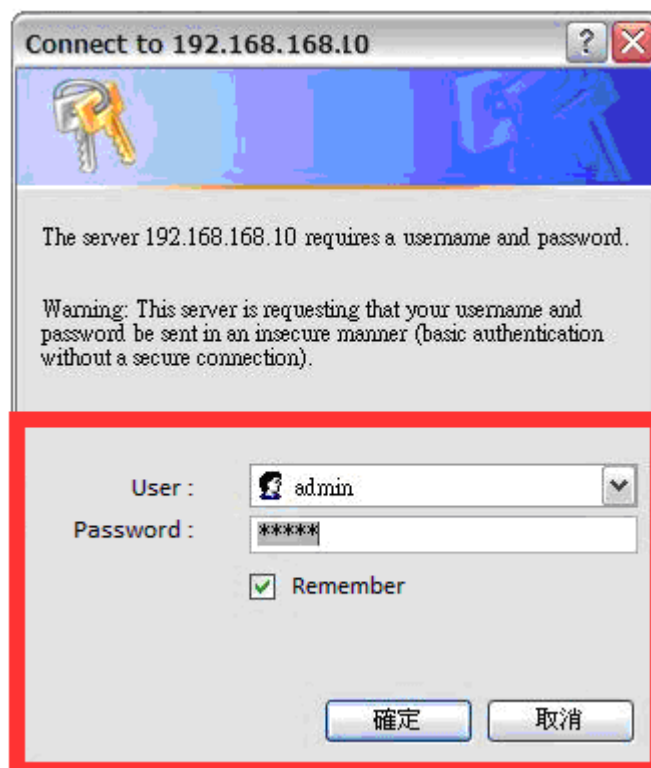 Connect to 192.168.168.10
?
The server 192.168.168.10 requires a username and password.
Warning: This server is requesting that your username and
password be sent in an insecure manner (basic authentication
without a secure connection).
User : admin
Password : *****
Remember
確定 取消